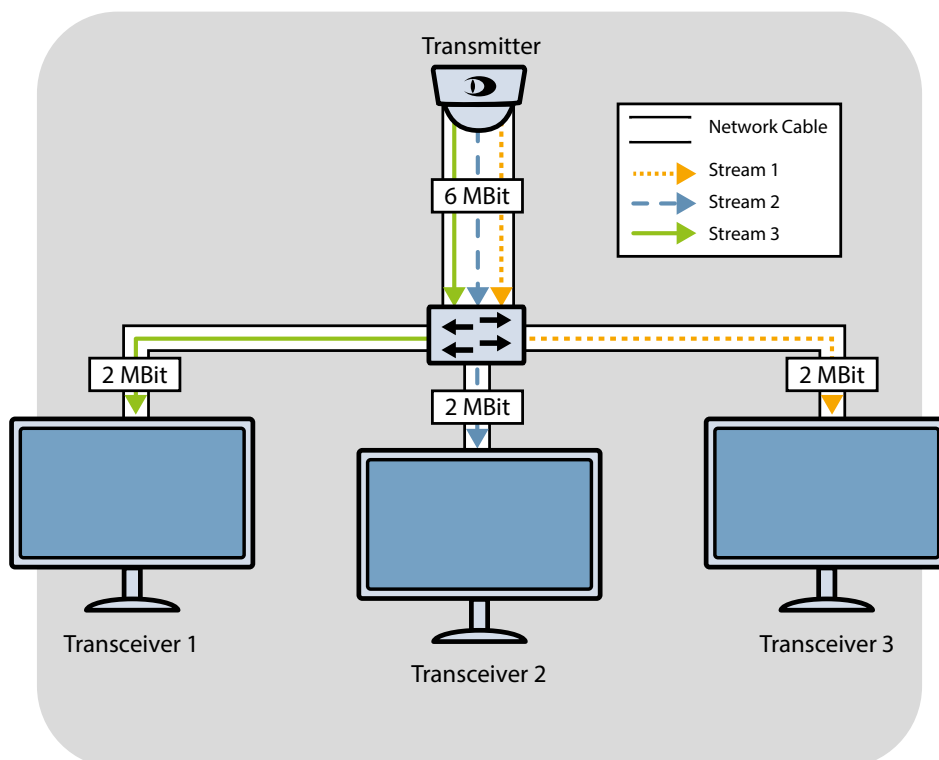 Transmitter
Network Cable
Stream 1
Stream 2
Stream 3
6 MBit
2 MBit
2 MBit
2 MBit
Transceiver 1
Transceiver 2
Transceiver 3